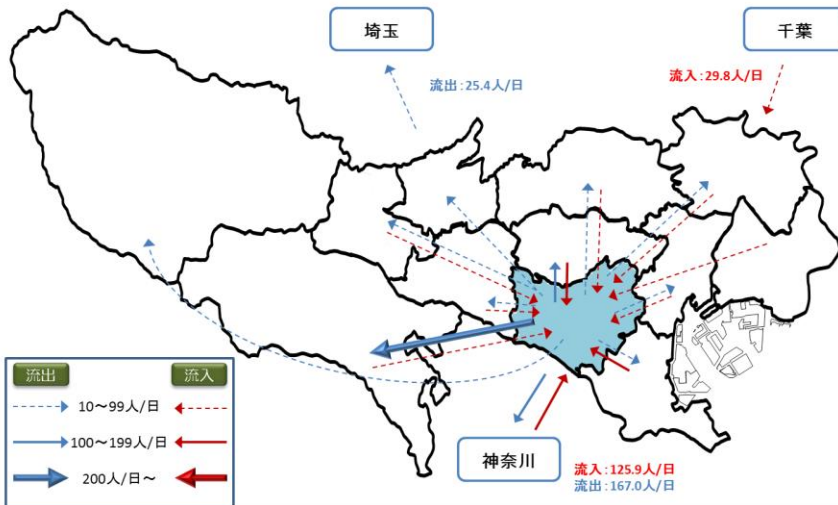 埼玉
千葉
流出:25.4人/日
流入:29.8人/日
流出
流入
10～99人/日
100～199人/日
200人/日～
神奈川
流入:125.9人/日
流出:167.0人/日